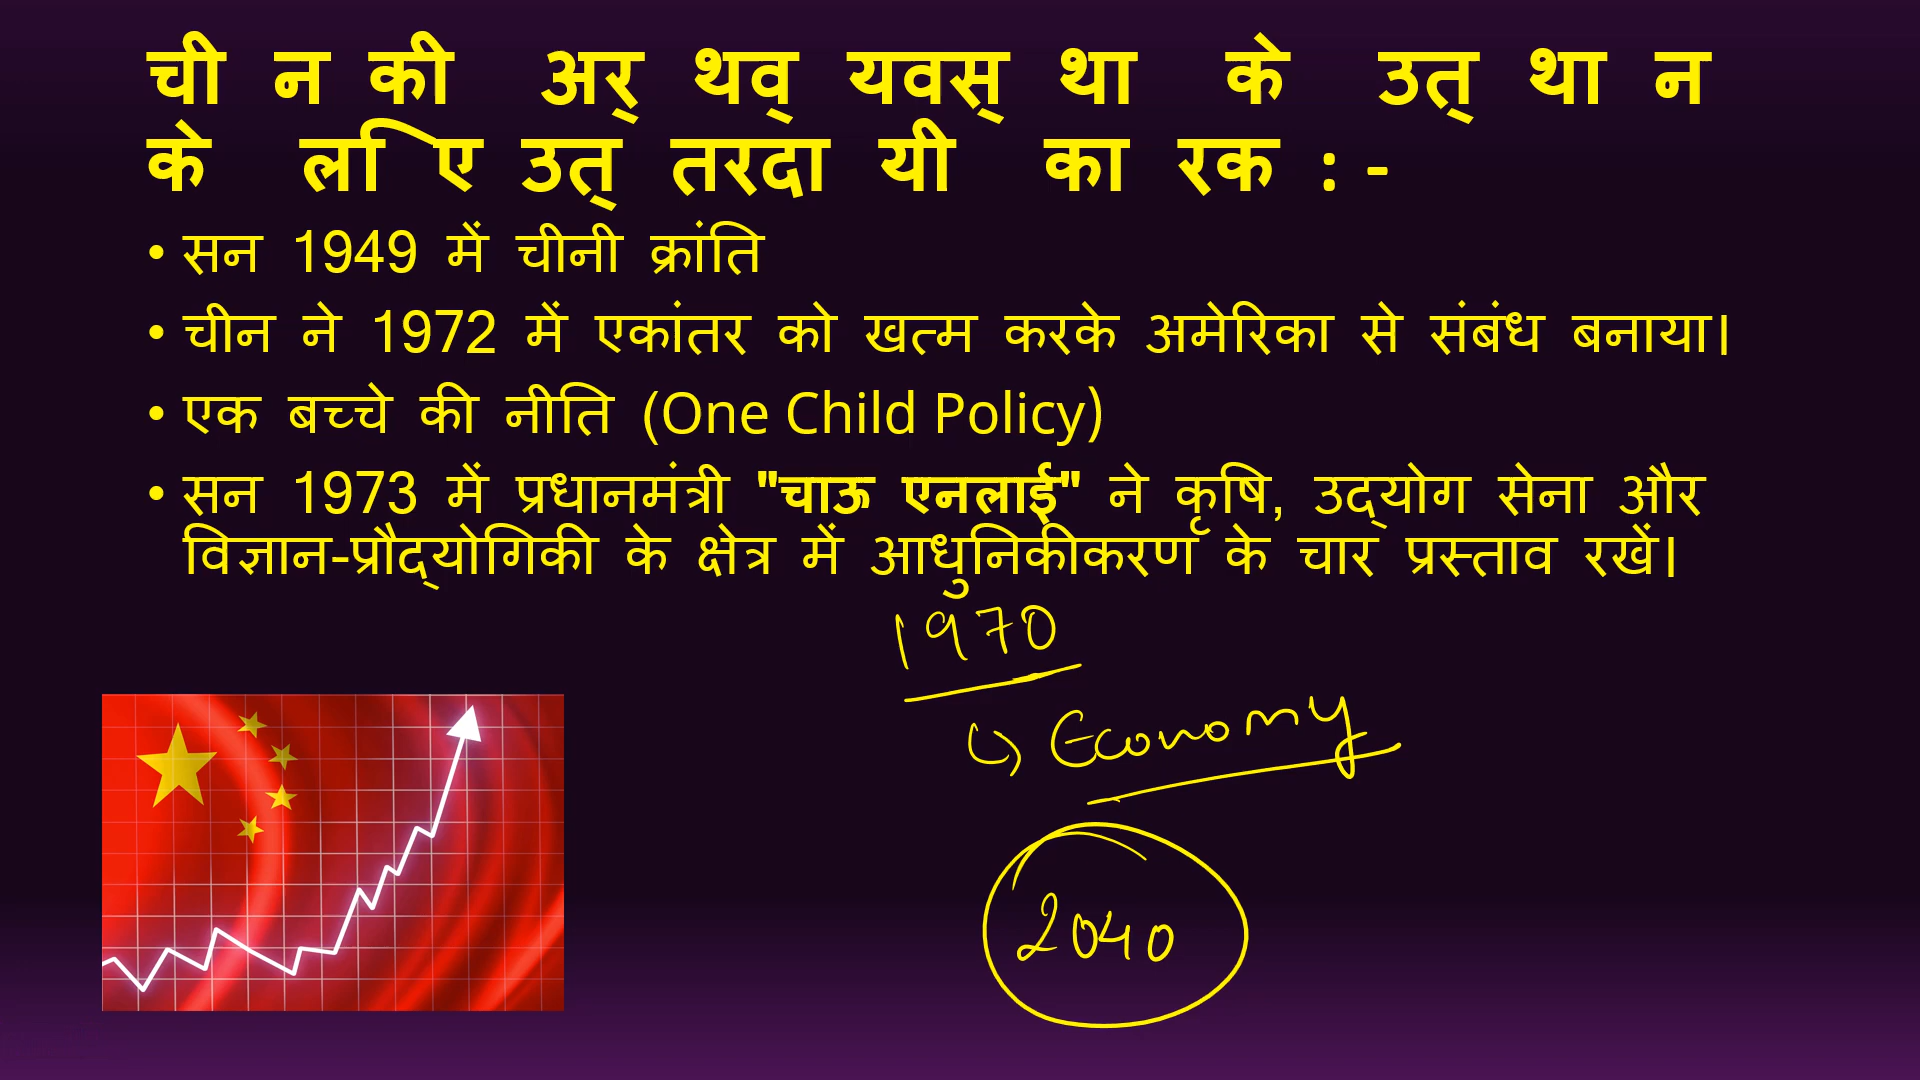 चीन की अर्थव्यवस्था के उत्थान
के लिए उत्तरदायी कारक :-
• सन 1949 में चीनी क्रांति
• चीन ने 1972 में एकांतर को खत्म करके अमेरिका से संबंध बनाया।
• एक बच्चे की नीति (One Child Policy)
• सन 1973 में प्रधानमंत्री "चाऊ एनलाई" ने कृषि, उद्योग सेना और
विज्ञान-प्रौद्योगिकी के क्षेत्र में आधुनिकीकरण के चार प्रस्ताव रखें।
1970
Economy
2040